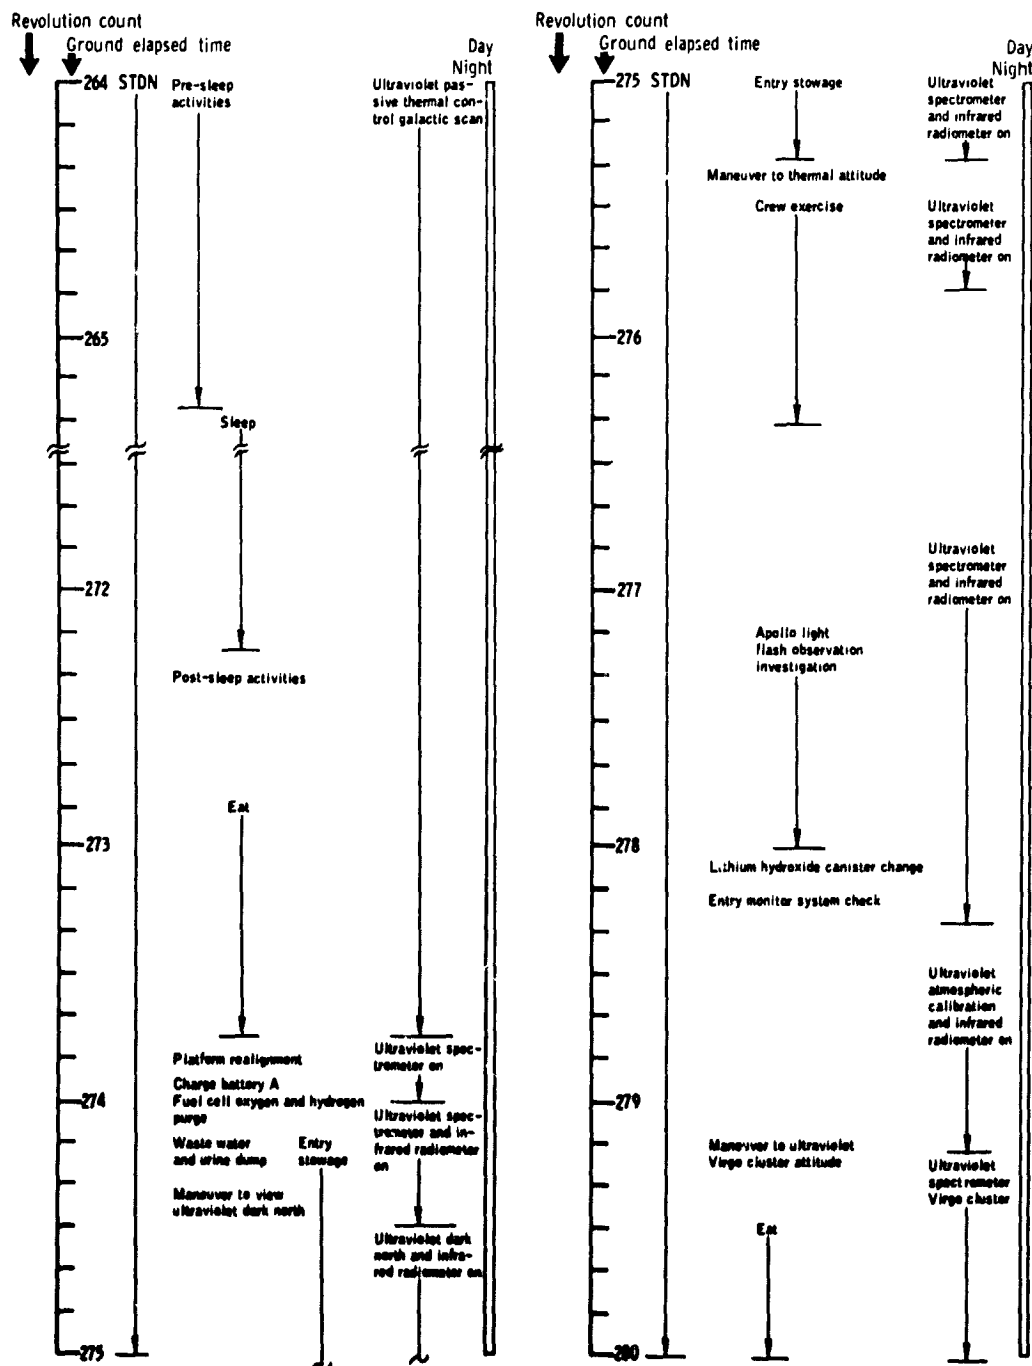 Revolution count
Ground elapsed time
Day
Night
264 STDN
Pre-sleep
activities
Ultraviolet pas-
sive thermal con-
trol galactic scan
265
Sleep
272
Post-sleep activities
Eat
273
Platform realignment
Charge battery A
Fuel cell oxygen and hydrogen
purge
Waste water
and urine dump
Entry
stowage
Maneuver to view
ultraviolet dark north
Ultraviolet spec-
trometer on
274
Ultraviolet spec-
trometer and in-
frared radiometer
on
Ultraviolet dark
north and infra-
red radiometer on
275
Revolution count
Ground elapsed time
Day
Night
275 STDN
Entry stowage
Ultraviolet
spectrometer
and infrared
radiometer on
Maneuver to thermal attitude
Crew exercise
Ultraviolet
spectrometer
and infrared
radiometer on
276
Ultraviolet
spectrometer
and infrared
radiometer on
277
Apollo light
flash observation
investigation
278
Lithium hydroxide canister change
Entry monitor system check
Ultraviolet
atmospheric
calibration
and infrared
radiometer on
279
Maneuver to ultraviolet
Virgo cluster attitude
Ultraviolet
spectrometer
Virgo cluster
Eat
280